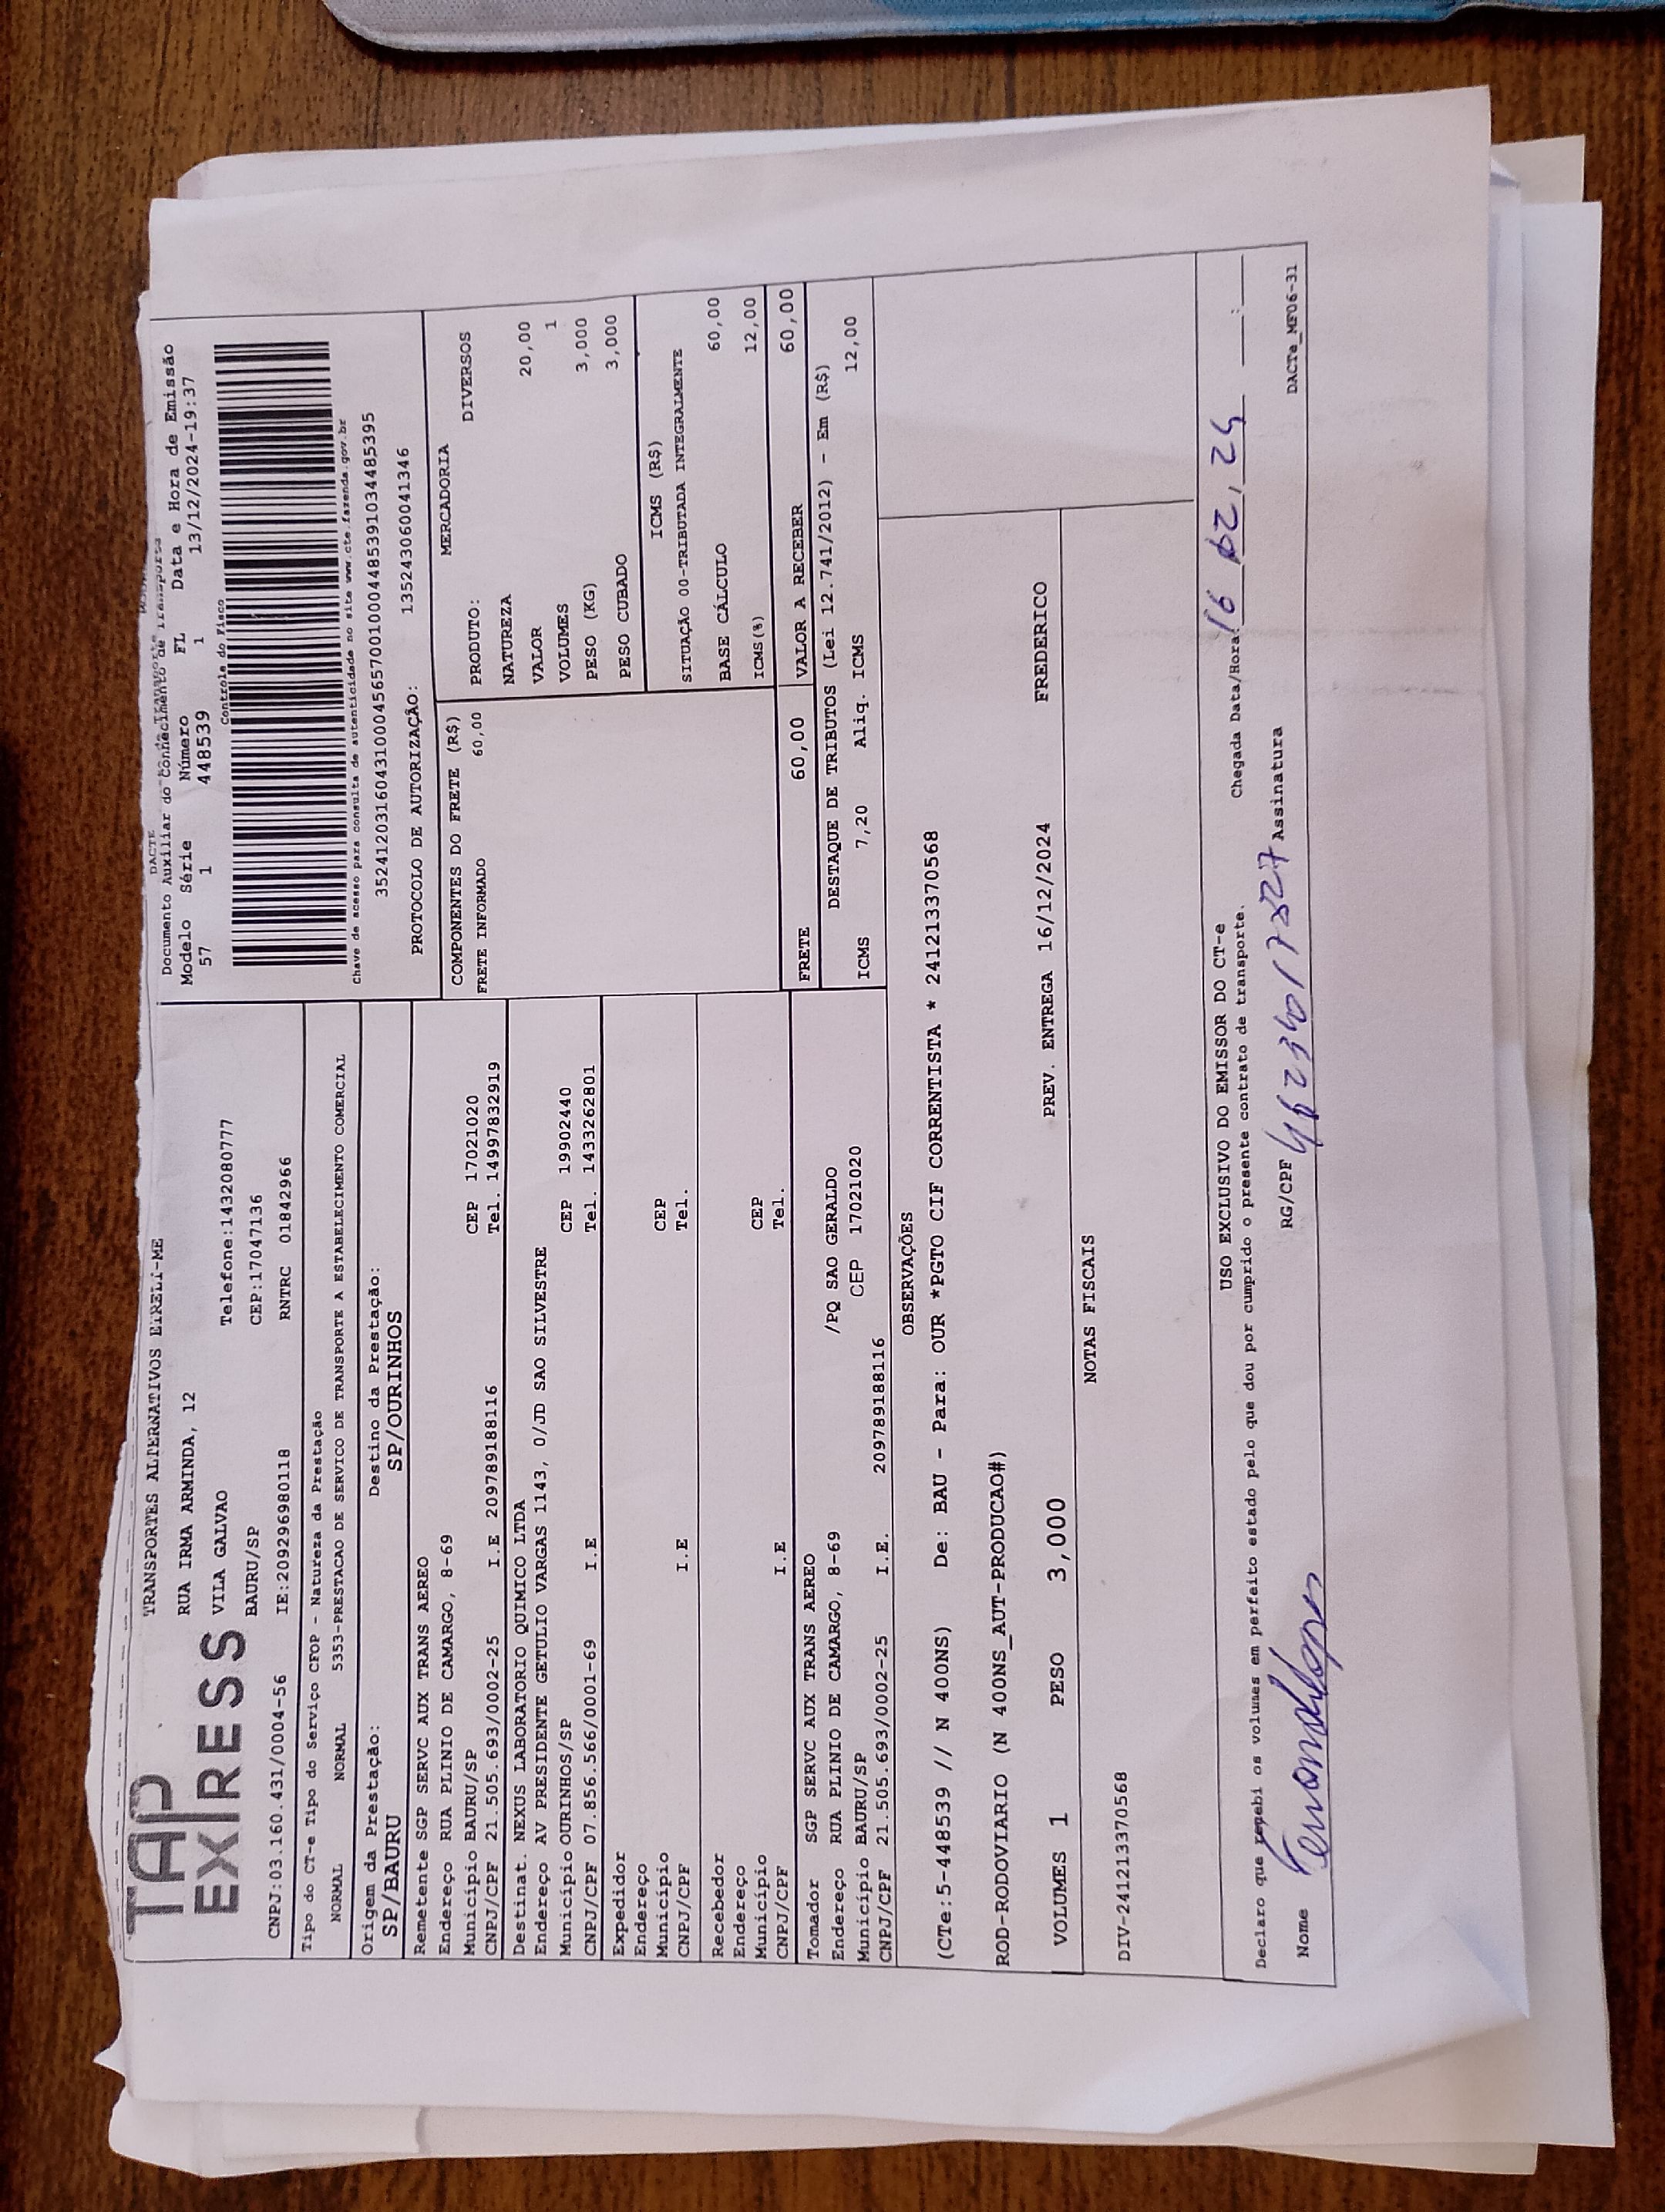 TAP
EXPRESS
TRANSPORTES ALTERNATIVOS EIRELI-ME
RUA IRMA ARMINDA, 12
VILA GALVAO Telefone:1432080777
BAURU/SP CEP:17047136
CNPJ:03.160.431/0004-56 IE:209296980118 RNTRC 01842966
DACTE
Documento Auxiliar do Conhecimento de Transporte
Modelo Série Número FL Data e Hora de Emissão
57 1 448539 1 13/12/2024-19:37
Controle do Fisco
Chave de acesso para consulta de autenticidade no site www.cte.fazenda.gov.br
35241203160431000456570010004485391034485395
PROTOCOLO DE AUTORIZAÇÃO: 135243060041346
Tipo do CT-e Tipo do Serviço CFOP - Natureza da Prestação
NORMAL NORMAL 5353-PRESTACAO DE SERVICO DE TRANSPORTE A ESTABELECIMENTO COMERCIAL
Origem da Prestação: Destino da Prestação:
SP/BAURU SP/OURINHOS
Remetente SGP SERVC AUX TRANS AEREO
Endereço RUA PLINIO DE CAMARGO, 8-69
Município BAURU/SP CEP 17021020
CNPJ/CPF 21.505.693/0002-25 I.E 209789188116 Tel. 14997832919
Destinat. NEXUS LABORATORIO QUIMICO LTDA
Endereço AV PRESIDENTE GETULIO VARGAS 1143, 0/JD SAO SILVESTRE
Município OURINHOS/SP CEP 19902440
CNPJ/CPF 07.856.566/0001-69 I.E Tel. 1433262801
Expedidor
Endereço
Município CEP
CNPJ/CPF I.E Tel.
Recebedor
Endereço
Município CEP
CNPJ/CPF I.E Tel.
Tomador SGP SERVC AUX TRANS AEREO
Endereço RUA PLINIO DE CAMARGO, 8-69 /PQ SAO GERALDO
Município BAURU/SP CEP 17021020
CNPJ/CPF 21.505.693/0002-25 I.E. 209789188116
COMPONENTES DO FRETE (R$)
FRETE INFORMADO 60,00
MERCADORIA
PRODUTO: DIVERSOS
NATUREZA
VALOR 20,00
VOLUMES 1
PESO (KG) 3,000
PESO CUBADO 3,000
ICMS (R$)
SITUAÇÃO 00-TRIBUTADA INTEGRALMENTE
BASE CÁLCULO 60,00
ICMS(%) 12,00
FRETE 60,00 VALOR A RECEBER 60,00
DESTAQUE DE TRIBUTOS (Lei 12.741/2012) - Em (R$)
ICMS 7,20 Aliq. ICMS 12,00
OBSERVAÇÕES
(CTe:5-448539 // N 400NS) De: BAU - Para: OUR *PGTO CIF CORRENTISTA * 241213370568
ROD-RODOVIARIO (N 400NS_AUT-PRODUCAO#)
VOLUMES 1 PESO 3,000 PREV. ENTREGA 16/12/2024 FREDERICO
NOTAS FISCAIS
DIV-241213370568
USO EXCLUSIVO DO EMISSOR DO CT-e
Declaro que recebi os volumes em perfeito estado pelo que dou por cumprido o presente contrato de transporte. Chegada Data/Hora: 16
Nome RG/CPF Assinatura
DACTe_MF06-31